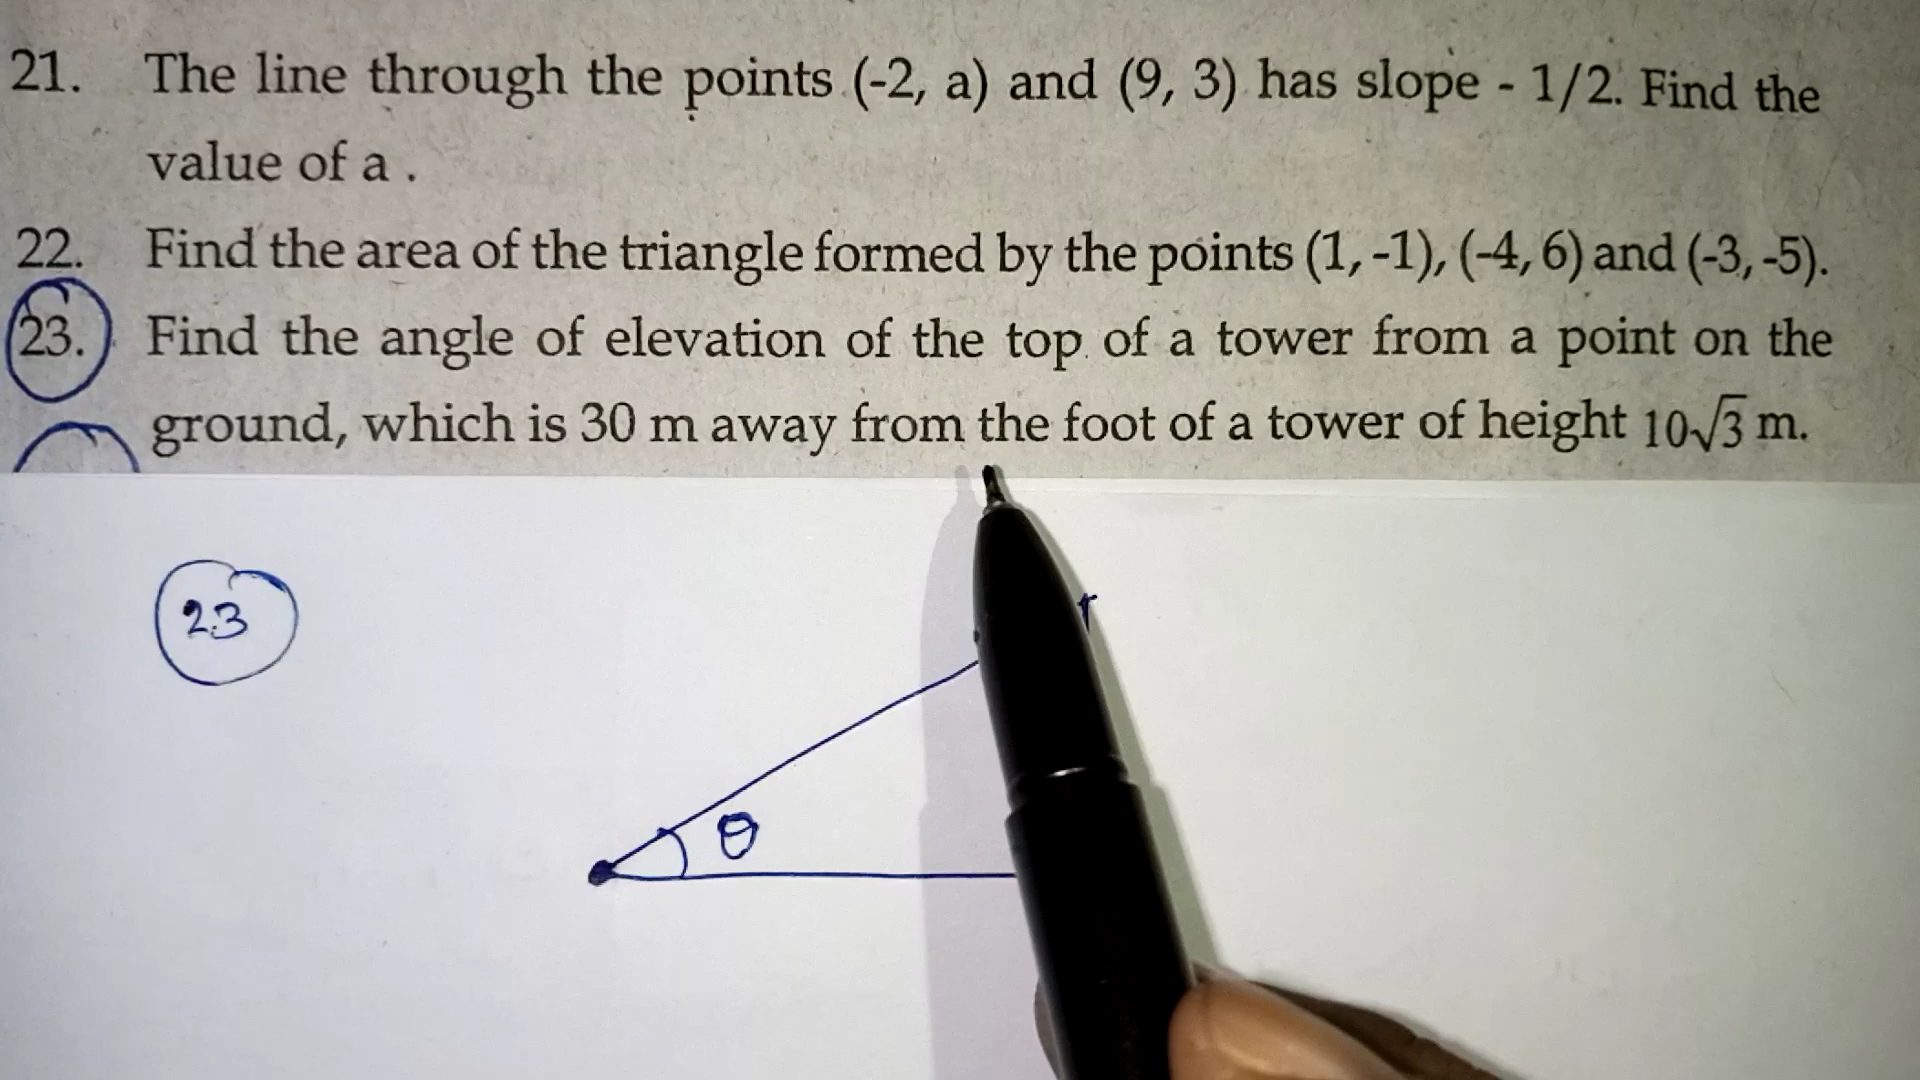 21. The line through the points (-2, a) and (9, 3) has slope - 1/2. Find the
value of a .
22. Find the area of the triangle formed by the points (1, -1), (-4, 6) and (-3, -5).
23. Find the angle of elevation of the top of a tower from a point on the
ground, which is 30 m away from the foot of a tower of height 10√3 m.
23
θ